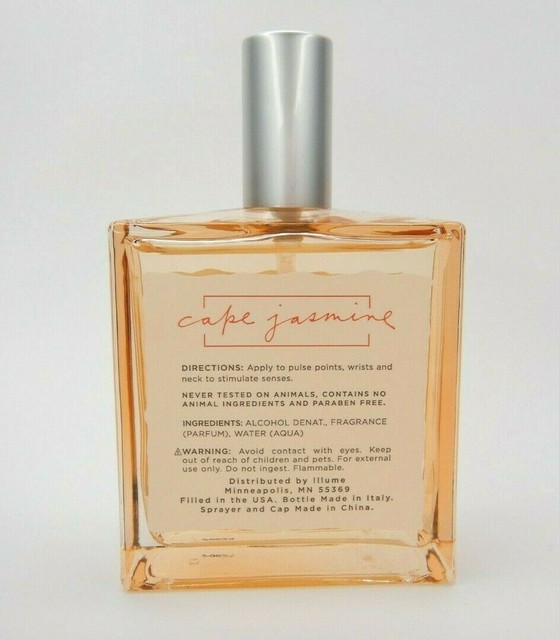 cape jasmine
DIRECTIONS: Apply to pulse points, wrists and
neck to stimulate senses.
NEVER TESTED ON ANIMALS, CONTAINS NO
ANIMAL INGREDIENTS AND PARABEN FREE.
INGREDIENTS: ALCOHOL DENAT., FRAGRANCE
(PARFUM), WATER (AQUA)
⚠WARNING: Avoid contact with eyes. Keep
out of reach of children and pets. For external
use only. Do not ingest. Flammable.
Distributed by Illume
Minneapolis, MN 55369
Filled in the USA. Bottle Made in Italy.
Sprayer and Cap Made in China.